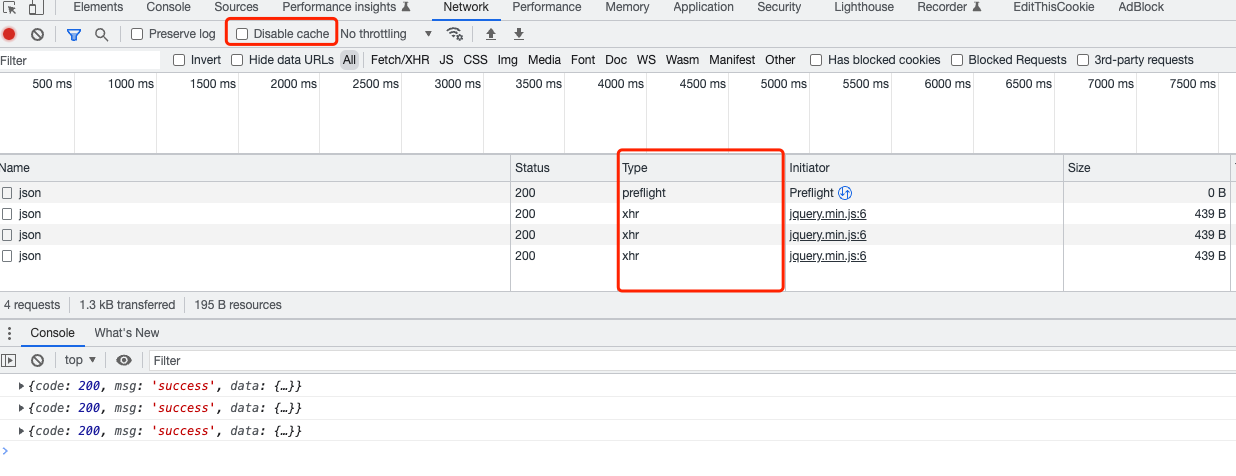 Elements Console Sources Performance insights Network Performance Memory Application Security Lighthouse Recorder EditThisCookie AdBlock
Preserve log Disable cache No throttling
Filter Invert Hide data URLs All Fetch/XHR JS CSS Img Media Font Doc WS Wasm Manifest Other Has blocked cookies Blocked Requests 3rd-party requests
500 ms 1000 ms 1500 ms 2000 ms 2500 ms 3000 ms 3500 ms 4000 ms 4500 ms 5000 ms 5500 ms 6000 ms 6500 ms 7000 ms 7500 ms
Name Status Type Initiator Size
json 200 preflight Preflight 0 B
json 200 xhr jquery.min.js:6 439 B
json 200 xhr jquery.min.js:6 439 B
json 200 xhr jquery.min.js:6 439 B
4 requests 1.3 kB transferred 195 B resources
Console What's New
top Filter
{code: 200, msg: 'success', data: {…}}
{code: 200, msg: 'success', data: {…}}
{code: 200, msg: 'success', data: {…}}